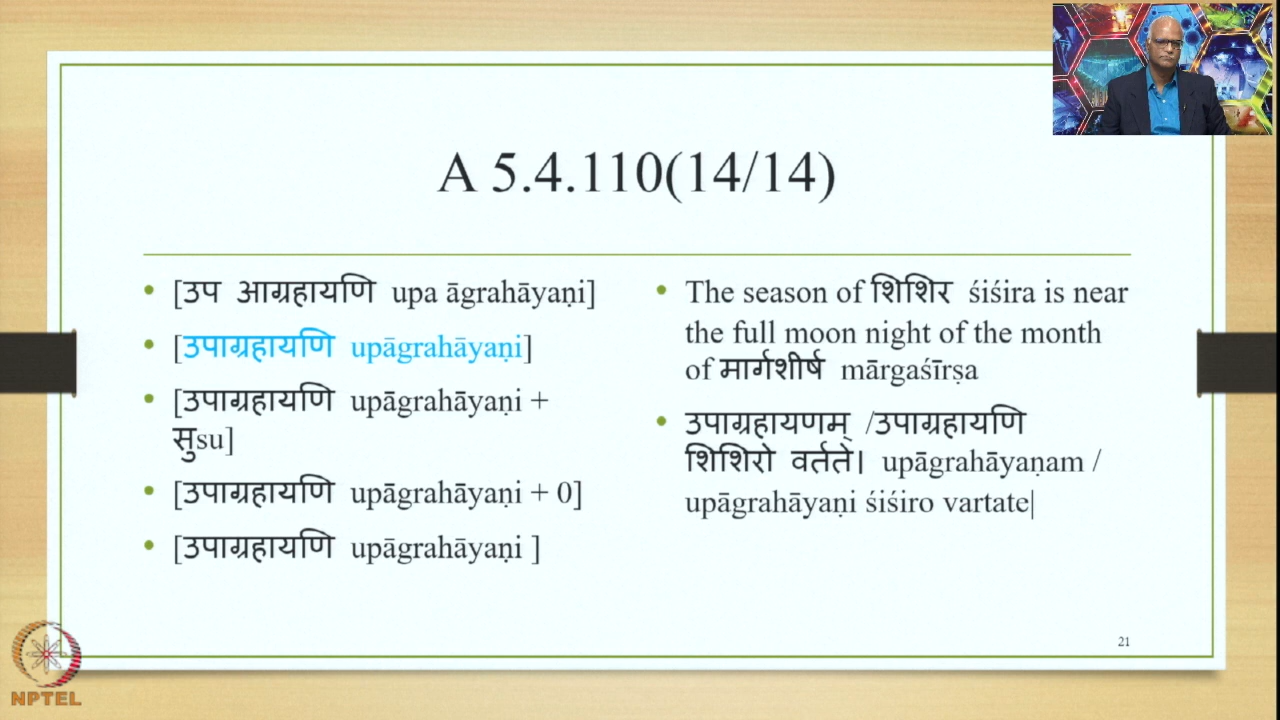 A 5.4.110(14/14)
• [उप आग्रहायणि upa āgrahāyaṇi]
• [उपाग्रहायणि upāgrahāyaṇi]
• [उपाग्रहायणि upāgrahāyaṇi +
सुsu]
• [उपाग्रहायणि upāgrahāyaṇi + 0]
• [उपाग्रहायणि upāgrahāyaṇi ]
• The season of शिशिर śiśira is near
the full moon night of the month
of मार्गशीर्ष mārgaśīrṣa
• उपाग्रहायणम् /उपाग्रहायणि
शिशिरो वर्तते। upāgrahāyaṇam /
upāgrahāyaṇi śiśiro vartate|
21
NPTEL